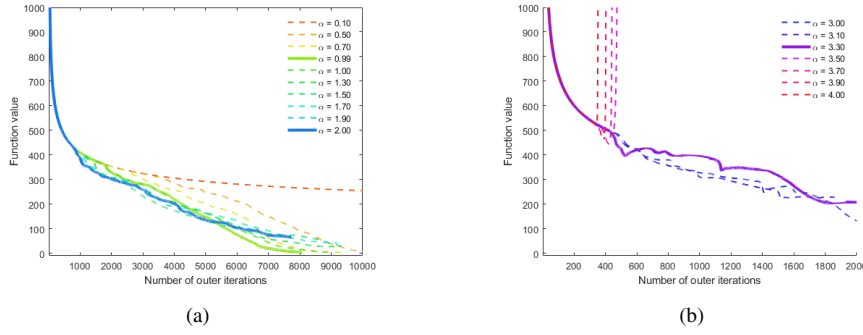 1000
900
800
700
600
500
400
300
200
100
0
Function value
1000 2000 3000 4000 5000 6000 7000 8000 9000 10000
Number of outer iterations
α = 0.10
α = 0.50
α = 0.70
α = 0.99
α = 1.00
α = 1.30
α = 1.50
α = 1.70
α = 1.90
α = 2.00
(a)
1000
900
800
700
600
500
400
300
200
100
0
Function value
200 400 600 800 1000 1200 1400 1600 1800 2000
Number of outer iterations
α = 3.00
α = 3.10
α = 3.30
α = 3.50
α = 3.70
α = 3.90
α = 4.00
(b)